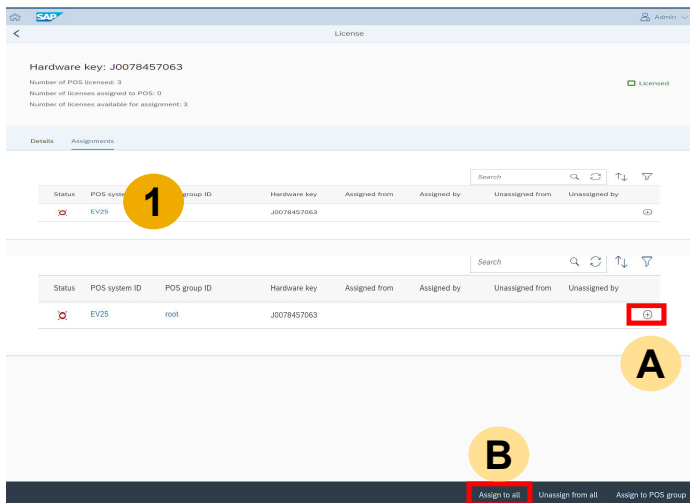 SAP Admin
License
Hardware key: J0078457063
Number of POS licensed: 3
Licensed
Number of licenses assigned to POS: 0
Number of licenses available for assignment: 3
Details Assignments
Search
Status POS system 1 group ID Hardware key Assigned from Assigned by Unassigned from Unassigned by
EV25 J0078457063
Search
Status POS system ID POS group ID Hardware key Assigned from Assigned by Unassigned from Unassigned by
EV25 root J0078457063
A
B
Assign to all Unassign from all Assign to POS group